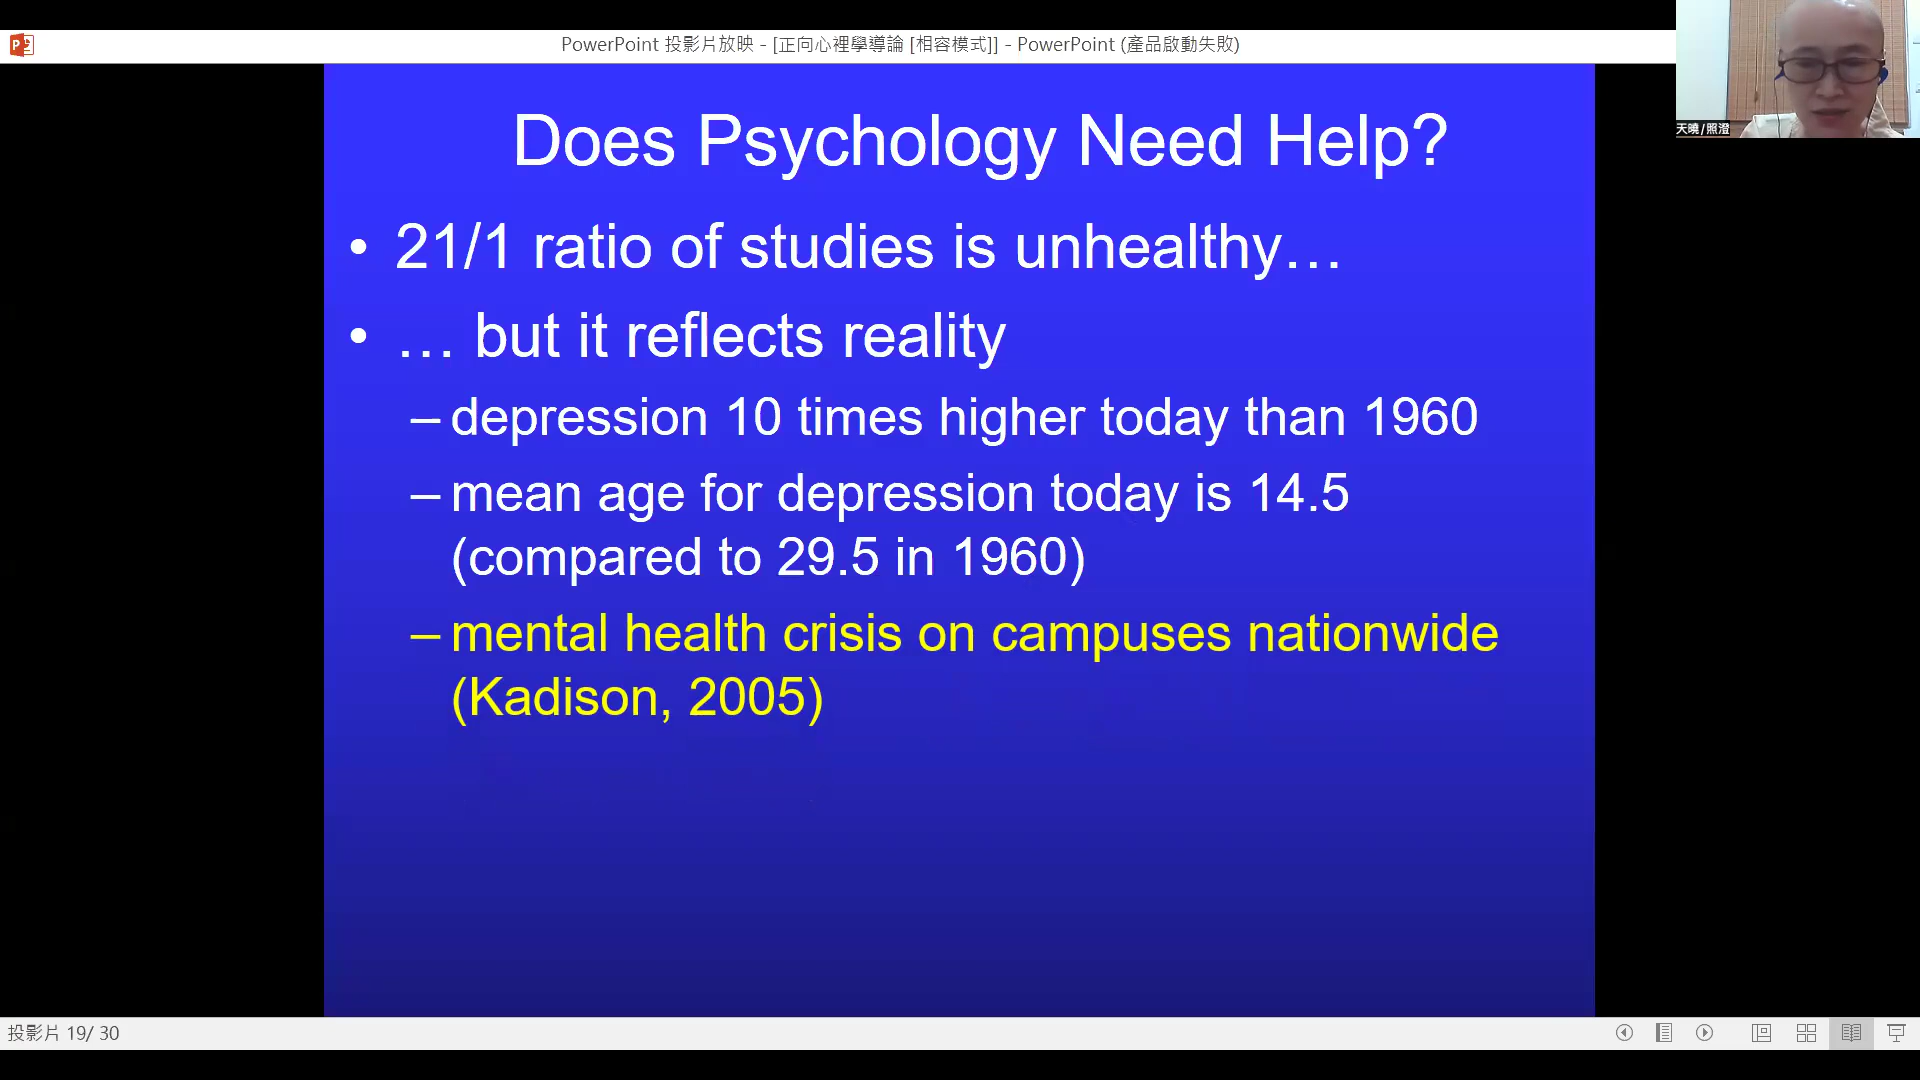 PowerPoint 投影片放映 - [正向心裡學導論 [相容模式]] - PowerPoint (產品啟動失敗)
天曉/照澄
Does Psychology Need Help?
• 21/1 ratio of studies is unhealthy…
• … but it reflects reality
– depression 10 times higher today than 1960
– mean age for depression today is 14.5
(compared to 29.5 in 1960)
– mental health crisis on campuses nationwide
(Kadison, 2005)
投影片 19/ 30